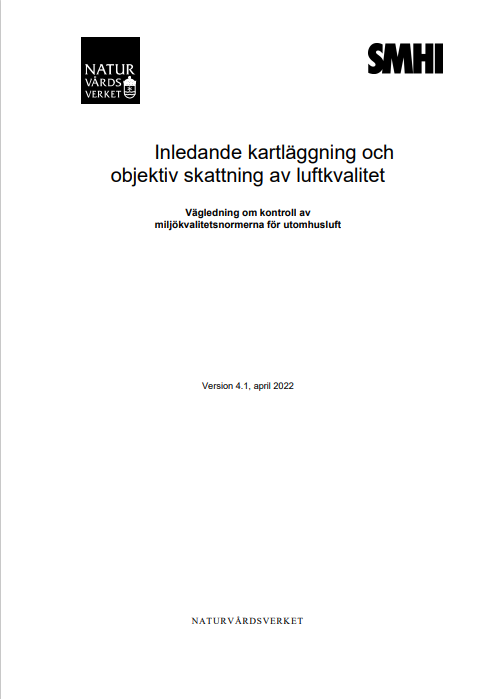 NATUR
VÅRDS
VERKET
SMHI
Inledande kartläggning och
objektiv skattning av luftkvalitet
Vägledning om kontroll av
miljökvalitetsnormerna för utomhusluft
Version 4.1, april 2022
NATURVÅRDSVERKET